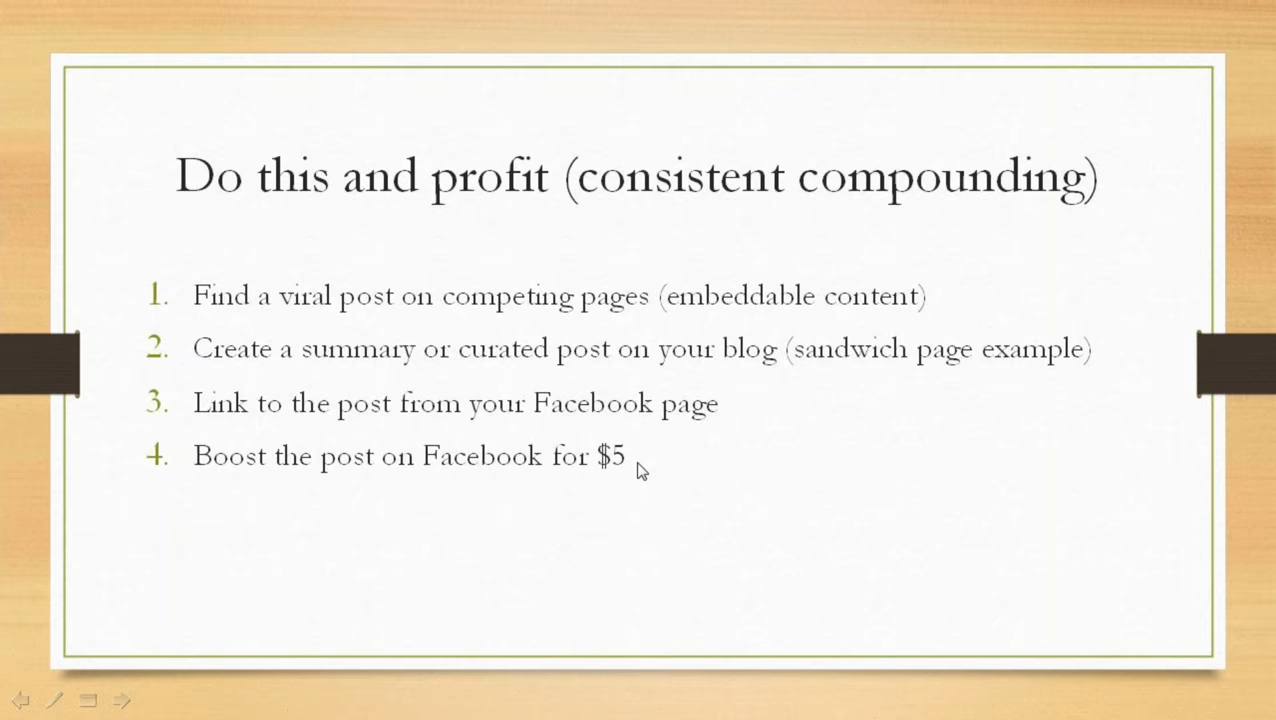 Do this and profit (consistent compounding)
1. Find a viral post on competing pages (embeddable content)
2. Create a summary or curated post on your blog (sandwich page example)
3. Link to the post from your Facebook page
4. Boost the post on Facebook for $5